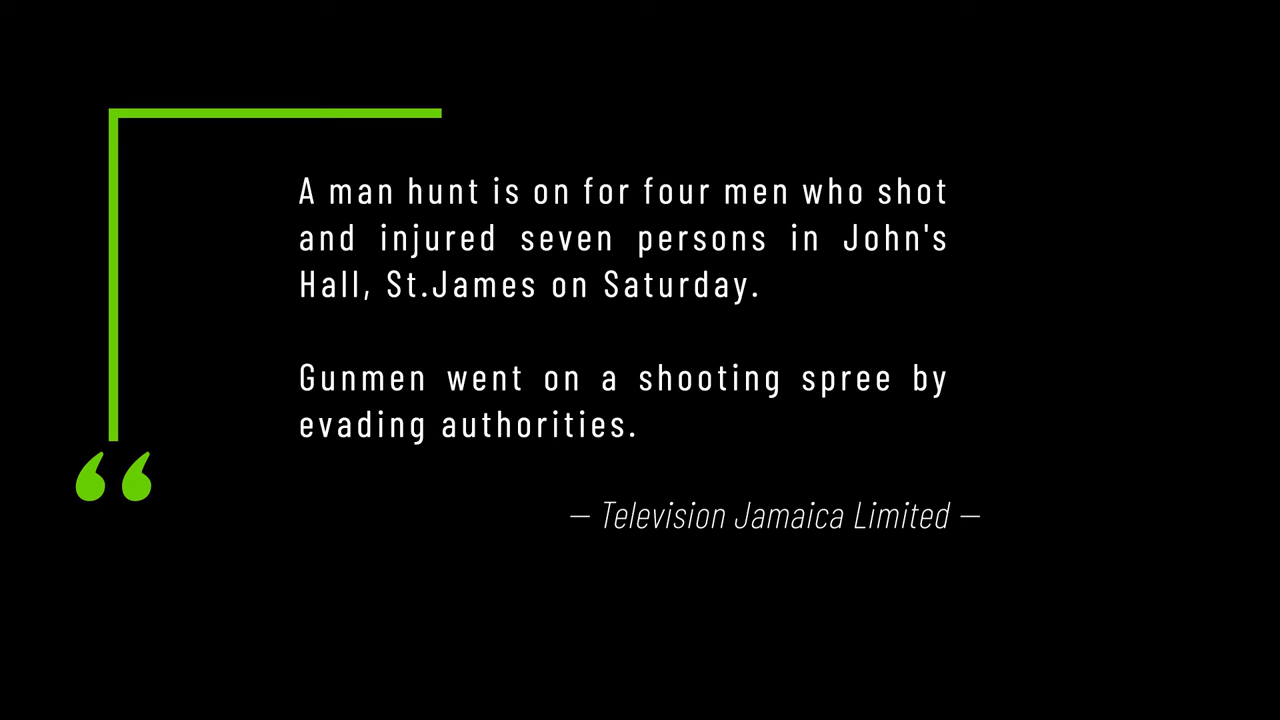 A man hunt is on for four men who shot
and injured seven persons in John's
Hall, St.James on Saturday.
Gunmen went on a shooting spree by
evading authorities.
— Television Jamaica Limited —